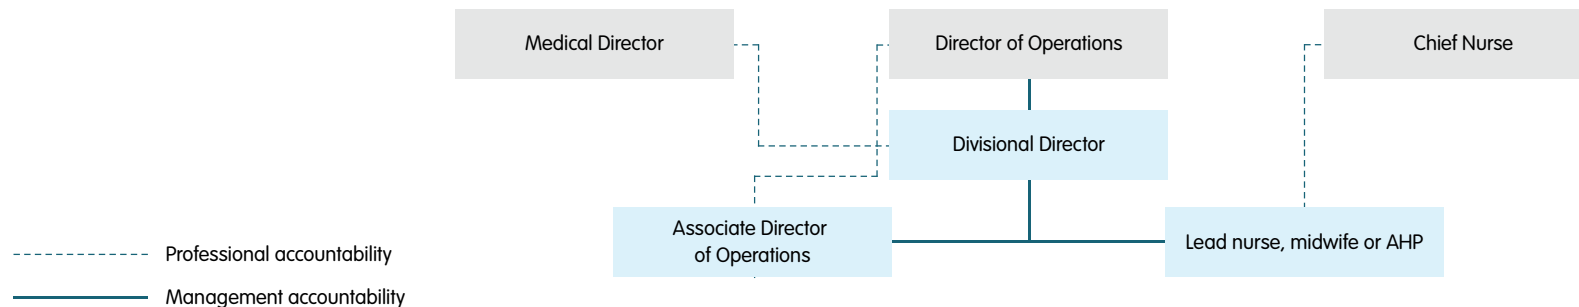 Medical Director
Director of Operations
Chief Nurse
Divisional Director
Associate Director
of Operations
Lead nurse, midwife or AHP
Professional accountability
Management accountability